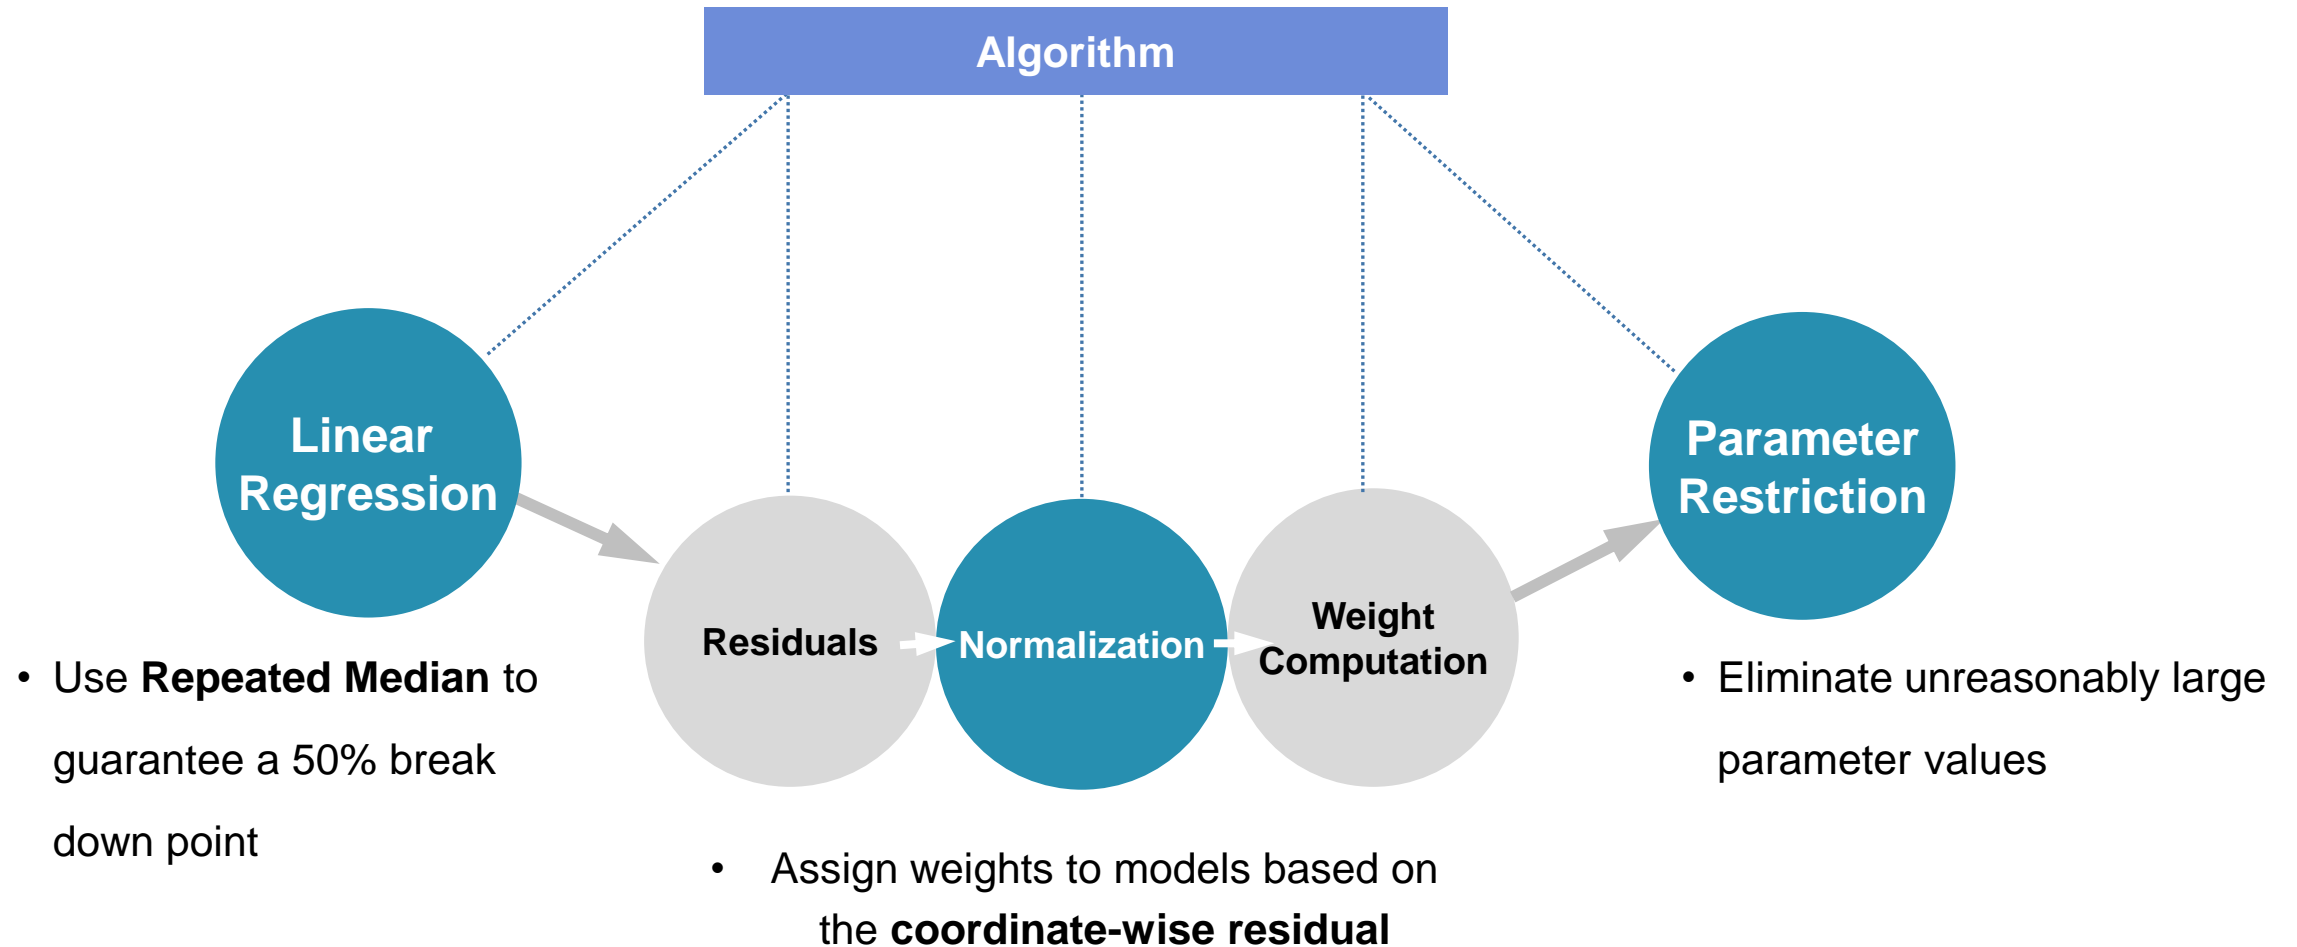 Algorithm
Linear
Regression
Parameter
Restriction
Residuals
Normalization
Weight
Computation
• Use Repeated Median to
guarantee a 50% break
down point
• Eliminate unreasonably large
parameter values
• Assign weights to models based on
the coordinate-wise residual